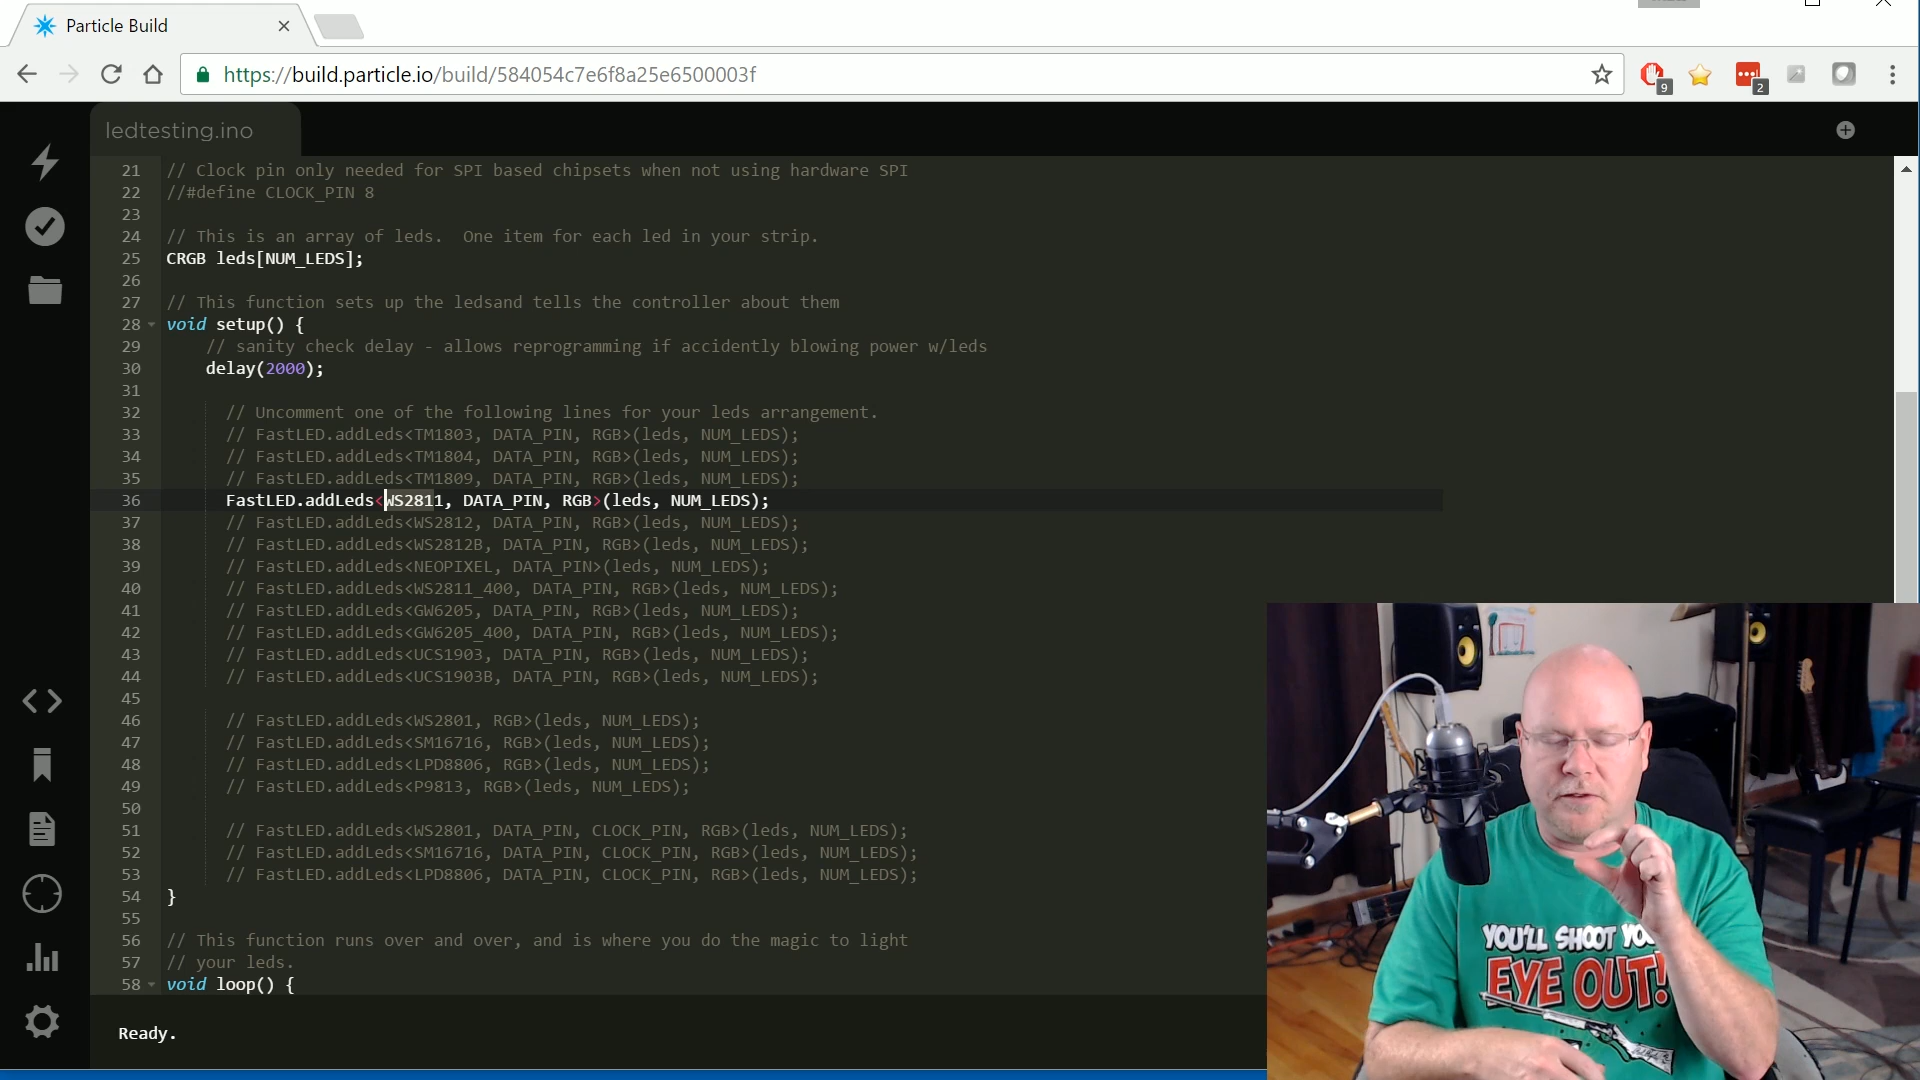 Particle Build
https://build.particle.io/build/584054c7e6f8a25e6500003f
9
2
ledtesting.ino
21 // Clock pin only needed for SPI based chipsets when not using hardware SPI
22 //#define CLOCK_PIN 8
23
24 // This is an array of leds.  One item for each led in your strip.
25 CRGB leds[NUM_LEDS];
26
27 // This function sets up the ledsand tells the controller about them
28 void setup() {
29 // sanity check delay - allows reprogramming if accidently blowing power w/leds
30 delay(2000);
31
32 // Uncomment one of the following lines for your leds arrangement.
33 // FastLED.addLeds<TM1803, DATA_PIN, RGB>(leds, NUM_LEDS);
34 // FastLED.addLeds<TM1804, DATA_PIN, RGB>(leds, NUM_LEDS);
35 // FastLED.addLeds<TM1809, DATA_PIN, RGB>(leds, NUM_LEDS);
36 FastLED.addLeds<WS2811, DATA_PIN, RGB>(leds, NUM_LEDS);
37 // FastLED.addLeds<WS2812, DATA_PIN, RGB>(leds, NUM_LEDS);
38 // FastLED.addLeds<WS2812B, DATA_PIN, RGB>(leds, NUM_LEDS);
39 // FastLED.addLeds<NEOPIXEL, DATA_PIN>(leds, NUM_LEDS);
40 // FastLED.addLeds<WS2811_400, DATA_PIN, RGB>(leds, NUM_LEDS);
41 // FastLED.addLeds<GW6205, DATA_PIN, RGB>(leds, NUM_LEDS);
42 // FastLED.addLeds<GW6205_400, DATA_PIN, RGB>(leds, NUM_LEDS);
43 // FastLED.addLeds<UCS1903, DATA_PIN, RGB>(leds, NUM_LEDS);
44 // FastLED.addLeds<UCS1903B, DATA_PIN, RGB>(leds, NUM_LEDS);
45
46 // FastLED.addLeds<WS2801, RGB>(leds, NUM_LEDS);
47 // FastLED.addLeds<SM16716, RGB>(leds, NUM_LEDS);
48 // FastLED.addLeds<LPD8806, RGB>(leds, NUM_LEDS);
49 // FastLED.addLeds<P9813, RGB>(leds, NUM_LEDS);
50
51 // FastLED.addLeds<WS2801, DATA_PIN, CLOCK_PIN, RGB>(leds, NUM_LEDS);
52 // FastLED.addLeds<SM16716, DATA_PIN, CLOCK_PIN, RGB>(leds, NUM_LEDS);
53 // FastLED.addLeds<LPD8806, DATA_PIN, CLOCK_PIN, RGB>(leds, NUM_LEDS);
54 }
55
56 // This function runs over and over, and is where you do the magic to light
57 // your leds.
58 void loop() {
Ready.
YOU'LL SHOOT
EYE OUT!